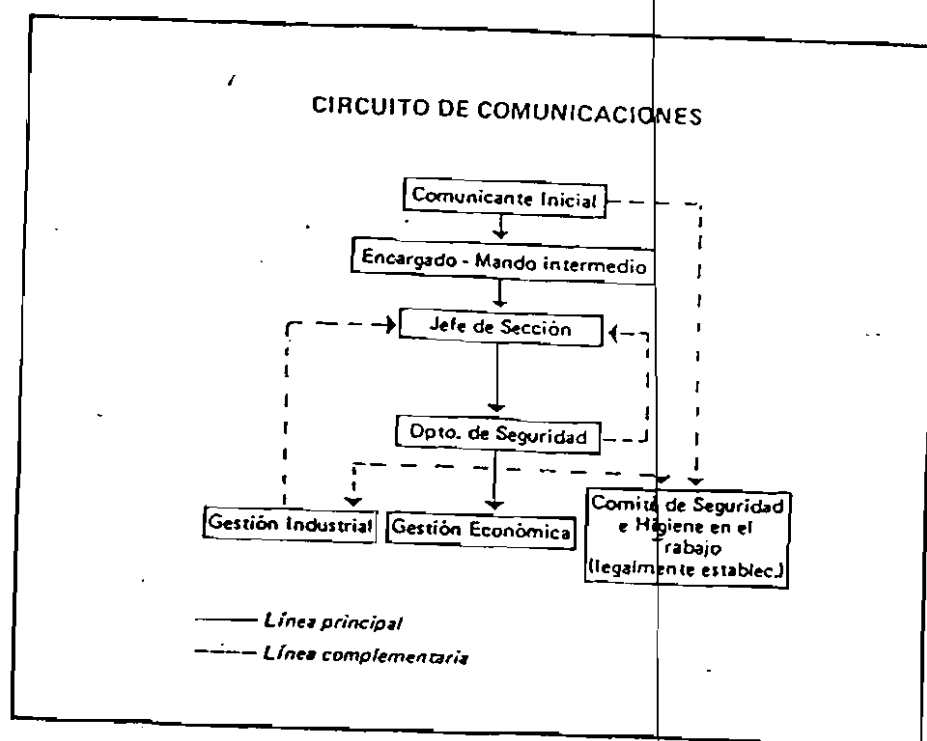 CIRCUITO DE COMUNICACIONES
Comunicante Inicial
Encargado - Mando intermedio
Jefe de Sección
Dpto. de Seguridad
Gestión Industrial
Gestión Económica
Comité de Seguridad
e Higiene en el
rabajo
(legalmente establec.)
Línea principal
Línea complementaria